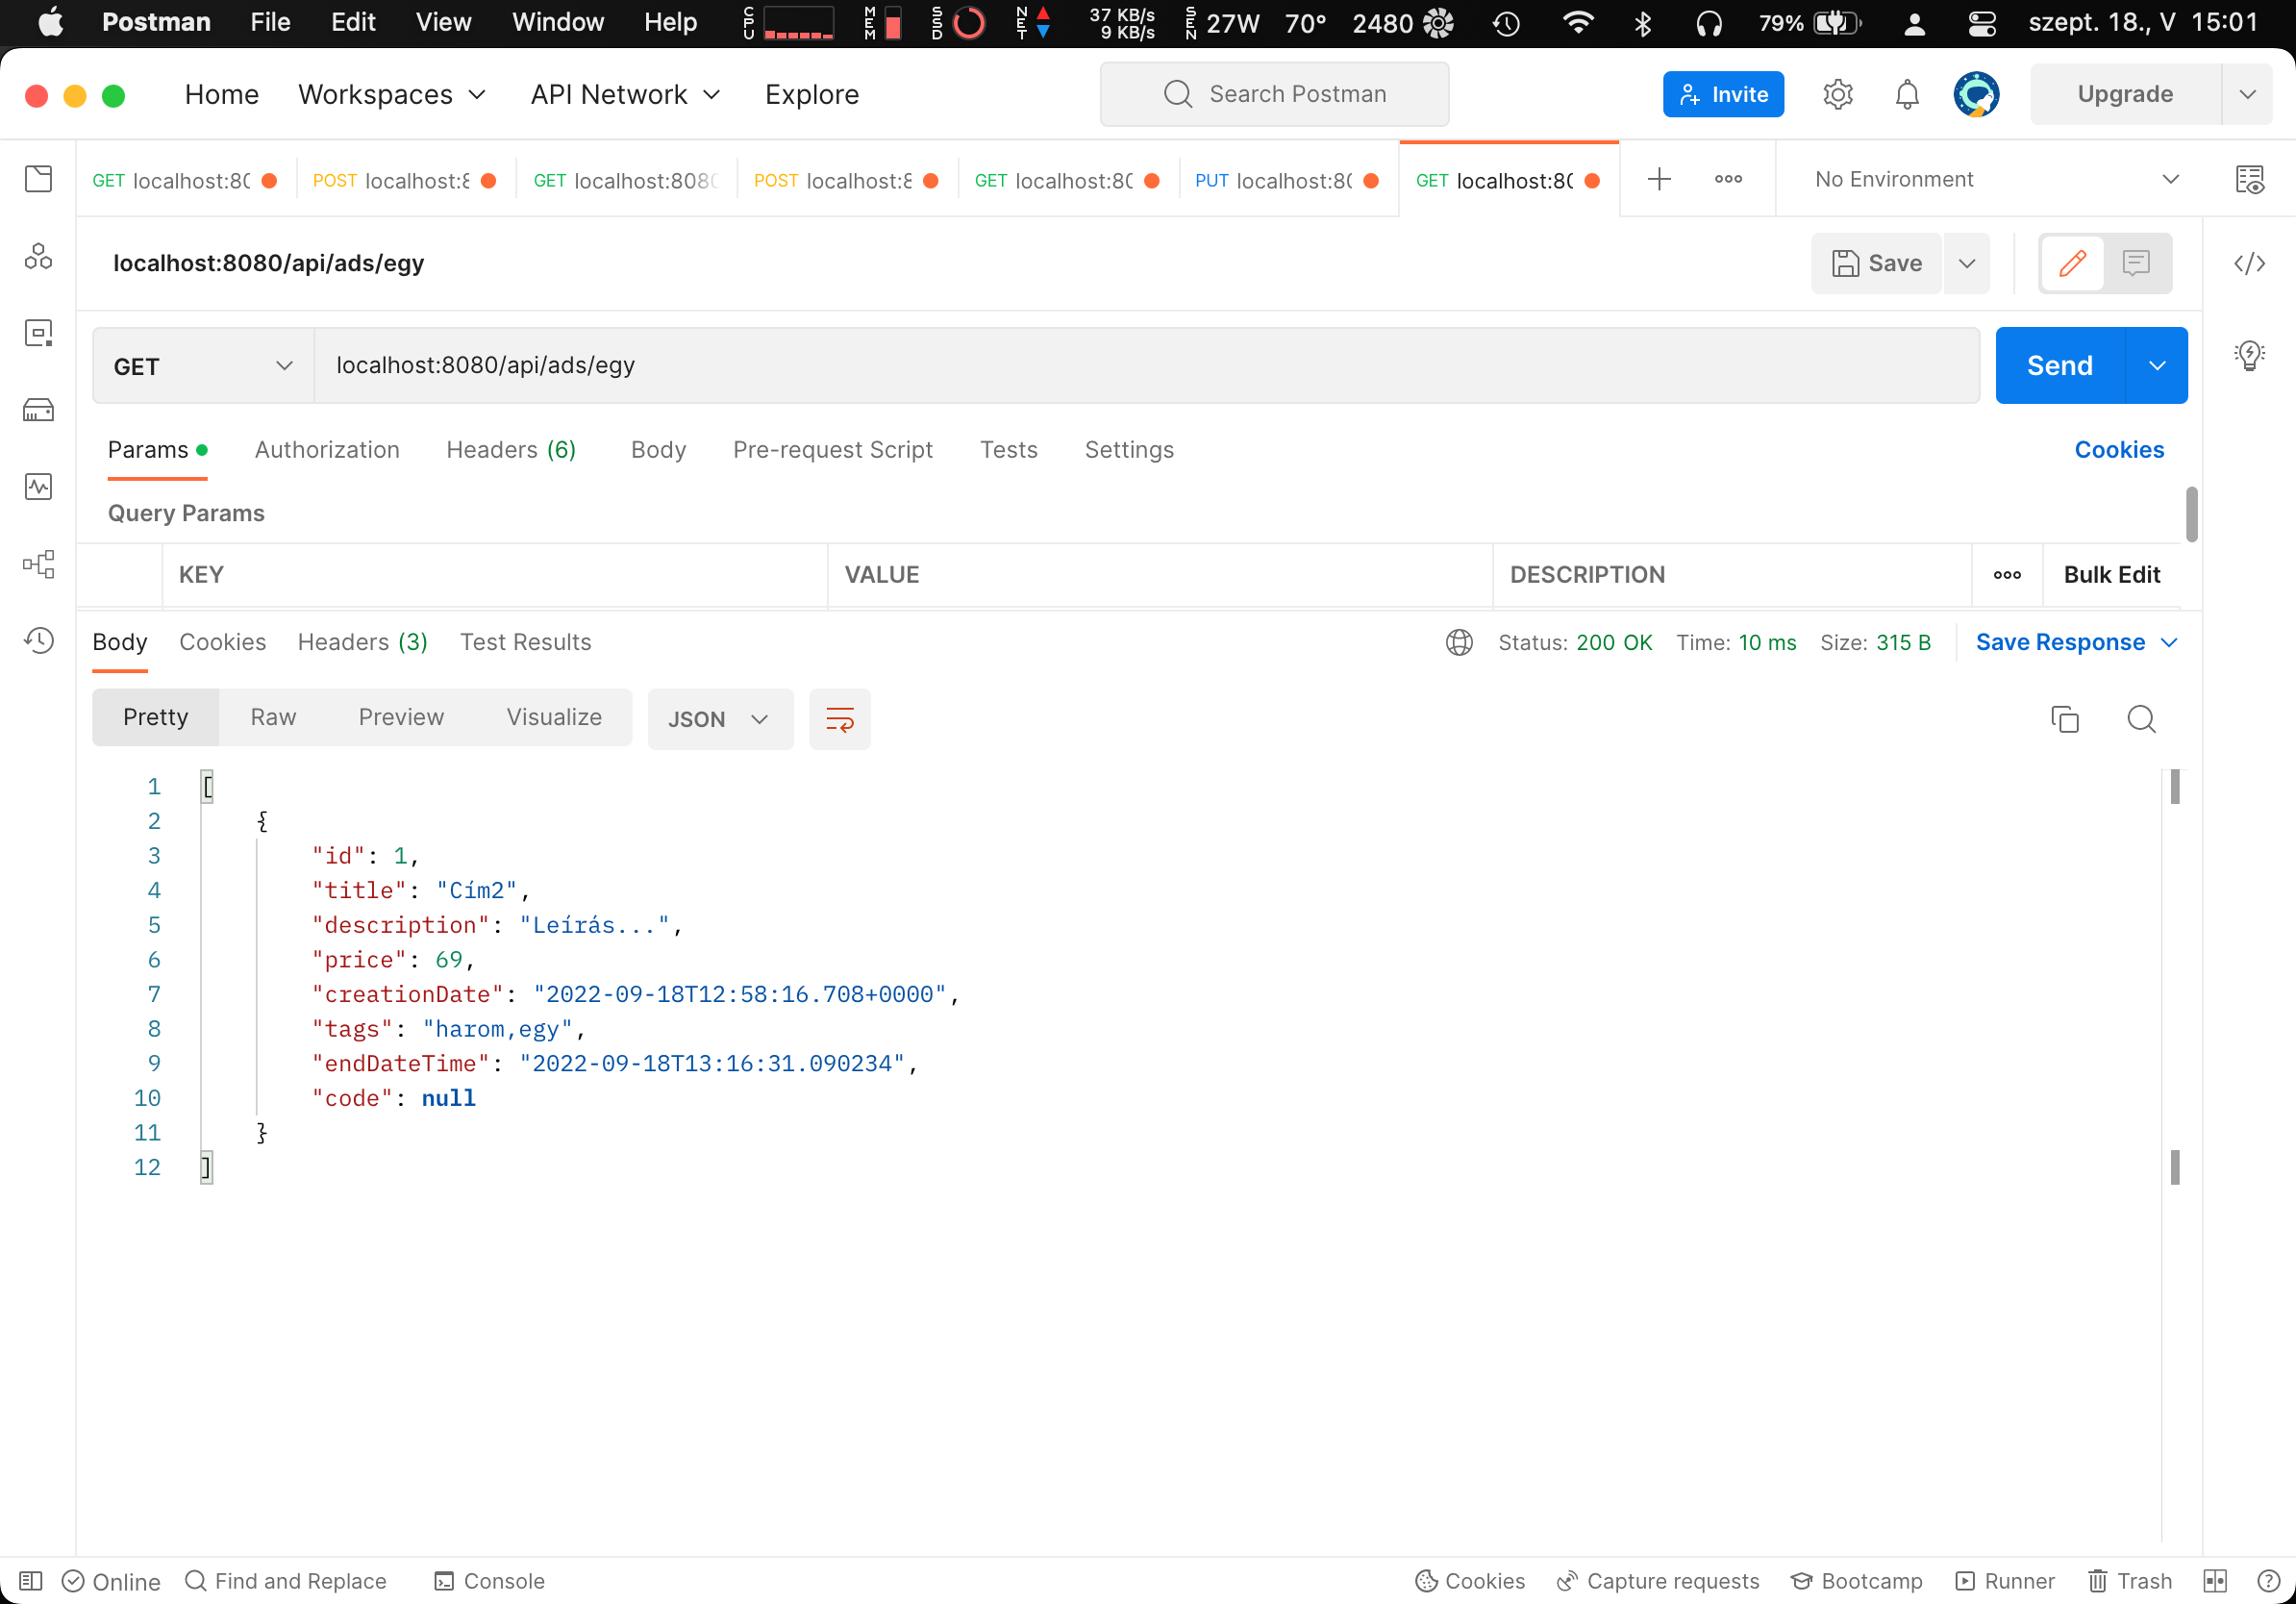 Postman File Edit View Window Help CPU MEM SSD NET 37 KB/s 9 KB/s SEN 27W 70° 2480 79% szept. 18., V 15:01
Home Workspaces API Network Explore Search Postman Invite Upgrade
GET localhost:80 POST localhost:8 GET localhost:8080 POST localhost:8 GET localhost:80 PUT localhost:80 GET localhost:80 No Environment
localhost:8080/api/ads/egy Save
GET localhost:8080/api/ads/egy Send
Params Authorization Headers (6) Body Pre-request Script Tests Settings Cookies
Query Params
KEY VALUE DESCRIPTION Bulk Edit
Body Cookies Headers (3) Test Results Status: 200 OK Time: 10 ms Size: 315 B Save Response
Pretty Raw Preview Visualize JSON
1 [
2 {
3 "id": 1,
4 "title": "Cím2",
5 "description": "Leírás...",
6 "price": 69,
7 "creationDate": "2022-09-18T12:58:16.708+0000",
8 "tags": "harom,egy",
9 "endDateTime": "2022-09-18T13:16:31.090234",
10 "code": null
11 }
12 ]
Online Find and Replace Console Cookies Capture requests Bootcamp Runner Trash